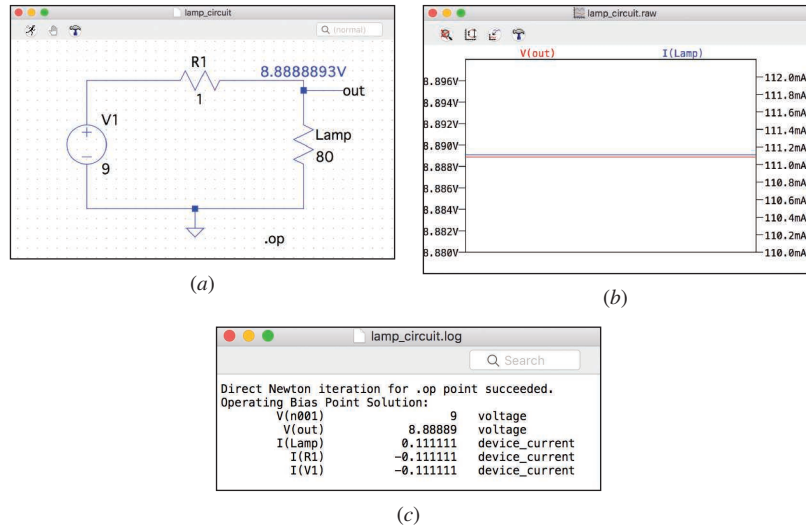 lamp_circuit
(normal)
R1
8.8888893V
1
out
V1
Lamp
9
80
.op
(a)
lamp_circuit.raw
V(out) I(Lamp)
8.896V
8.894V
8.892V
8.890V
8.888V
8.886V
8.884V
8.882V
8.880V
112.0mA
111.8mA
111.6mA
111.4mA
111.2mA
111.0mA
110.8mA
110.6mA
110.4mA
110.2mA
110.0mA
(b)
lamp_circuit.log
Search
Direct Newton iteration for .op point succeeded.
Operating Bias Point Solution:
V(n001) 9 voltage
V(out) 8.88889 voltage
I(Lamp) 0.111111 device_current
I(R1) -0.111111 device_current
I(V1) -0.111111 device_current
(c)